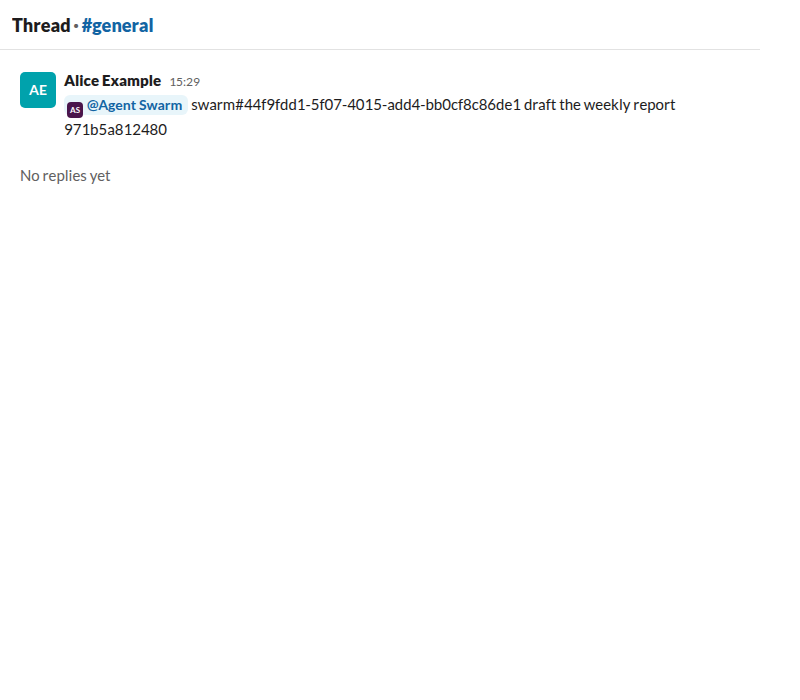 Thread • #general
AE
Alice Example 15:29
AS @Agent Swarm swarm#44f9fdd1-5f07-4015-add4-bb0cf8c86de1 draft the weekly report
971b5a812480
No replies yet